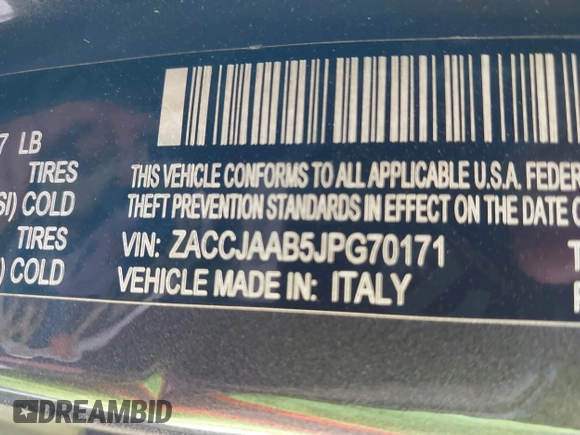 7 LB
TIRES
SI) COLD
TIRES
) COLD
THIS VEHICLE CONFORMS TO ALL APPLICABLE U.S.A. FEDER
THEFT PREVENTION STANDARDS IN EFFECT ON THE DATE
VIN: ZACCJAAB5JPG70171
VEHICLE MADE IN: ITALY
DREAMBID